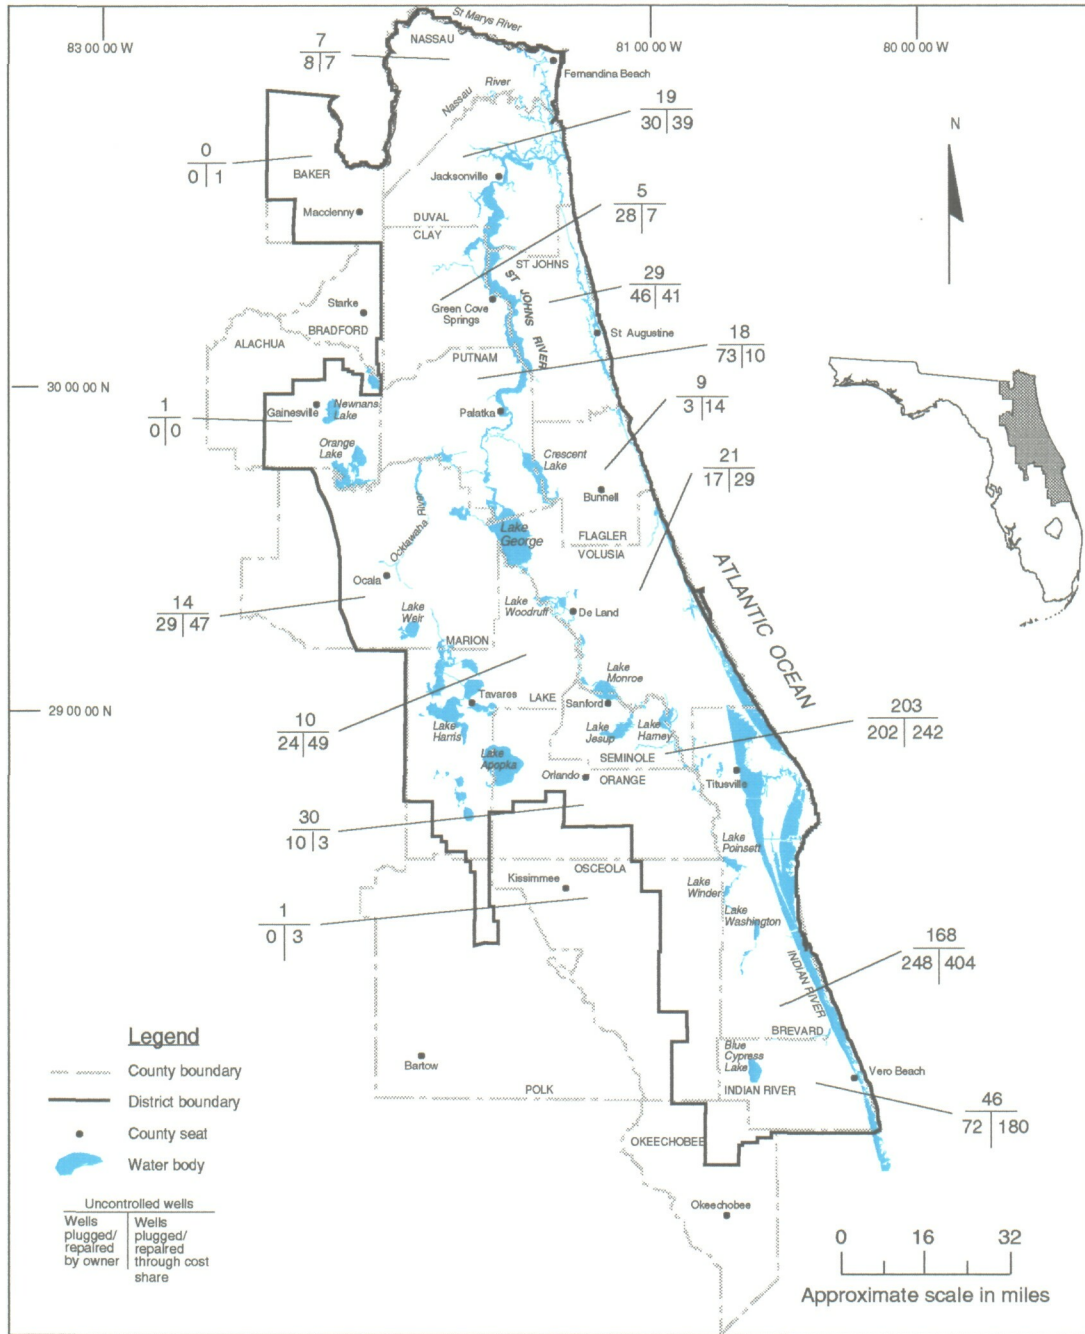 83 00 00 W
81 00 00 W
80 00 00 W
St Marys River
NASSAU
7
8|7
Fernandina Beach
Nassau
River
19
30|39
N
0
0|1
BAKER
Jacksonville
Macclenny
DUVAL
CLAY
5
28|7
ST JOHNS
ST JOHNS RIVER
29
46|41
Starke
Green Cove
Springs
BRADFORD
St Augustine
ALACHUA
PUTNAM
18
73|10
30 00 00 N
1
0|0
Gainesville
Newnans
Lake
Palatka
9
3|14
Orange
Lake
Crescent
Lake
21
17|29
Bunnell
Ocklawaha River
Lake
George
FLAGLER
VOLUSIA
ATLANTIC OCEAN
Ocala
14
29|47
Lake
Weir
Lake
Woodruff
De Land
MARION
Lake
Monroe
Tavares
LAKE
Sanford
29 00 00 N
10
24|49
Lake
Harris
Lake
Jesup
Lake
Harney
203
202|242
Lake
Apopka
SEMINOLE
Orlando
ORANGE
Titusville
30
10|3
Lake
Poinsett
OSCEOLA
Kissimmee
Lake
Winder
1
0|3
Lake
Washington
168
248|404
INDIAN RIVER
BREVARD
Legend
County boundary
District boundary
County seat
Water body
Uncontrolled wells
Wells
plugged/
repaired
by owner
Wells
plugged/
repaired
through cost
share
Bartow
Blue
Cypress
Lake
Vero Beach
POLK
INDIAN RIVER
46
72|180
OKEECHOBEE
Okeechobee
0 16 32
Approximate scale in miles